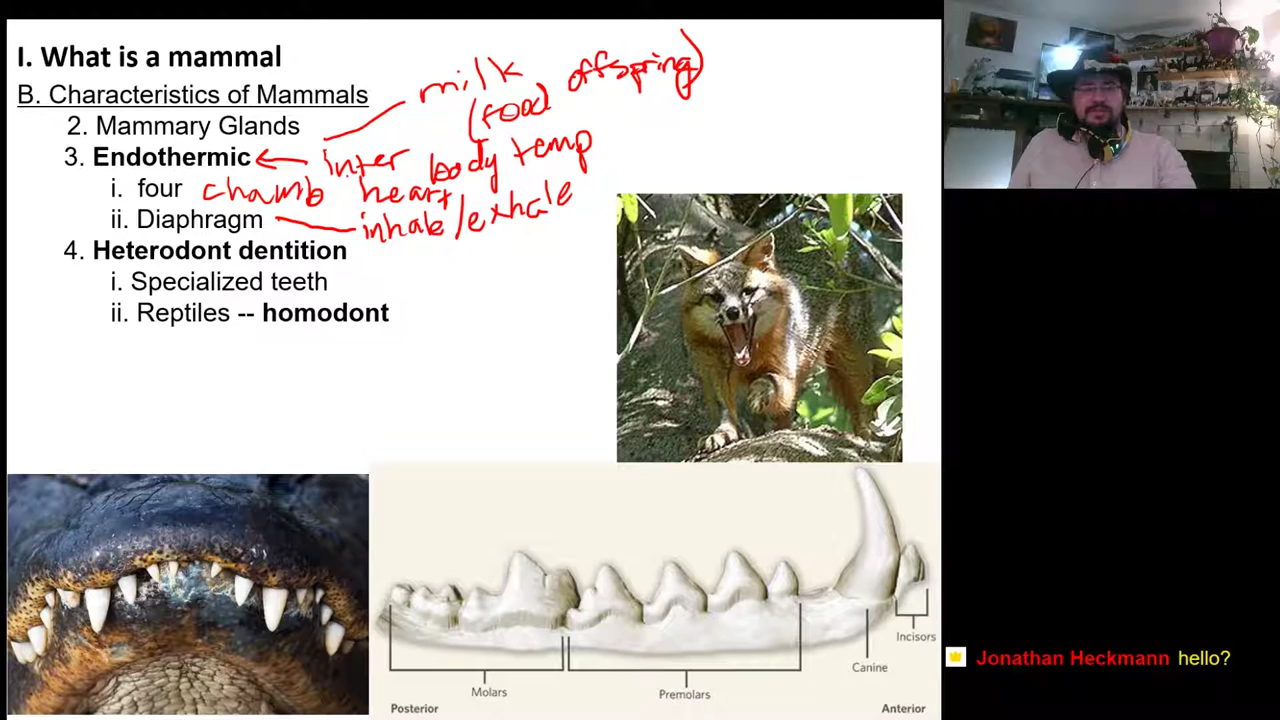 I. What is a mammal
B. Characteristics of Mammals
milk
(food offspring)
2. Mammary Glands
3. Endothermic
inter body temp
i. four chamb heart
ii. Diaphragm
inhale/exhale
4. Heterodont dentition
i. Specialized teeth
ii. Reptiles -- homodont
Incisors
Canine
Molars
Premolars
Posterior
Anterior
Jonathan Heckmann hello?